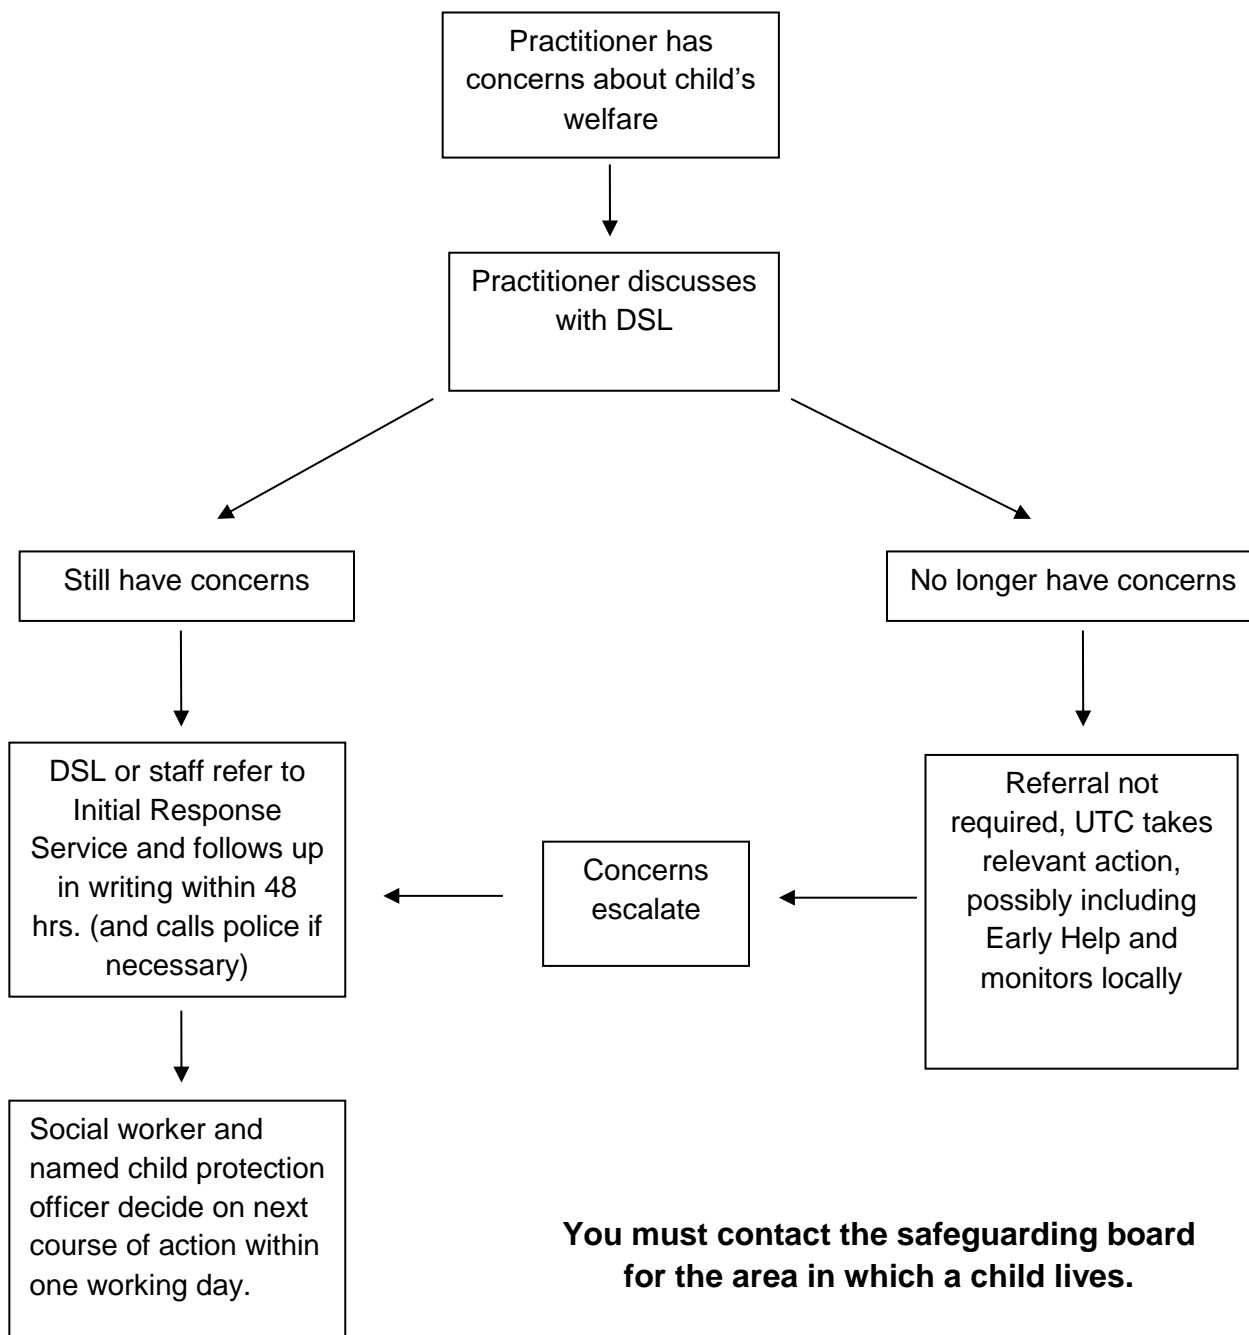 Practitioner has
concerns about child’s
welfare
Practitioner discusses
with DSL
Still have concerns
No longer have concerns
DSL or staff refer to
Initial Response
Service and follows up
in writing within 48
hrs. (and calls police if
necessary)
Concerns
escalate
Referral not
required, UTC takes
relevant action,
possibly including
Early Help and
monitors locally
Social worker and
named child protection
officer decide on next
course of action within
one working day.
You must contact the safeguarding board
for the area in which a child lives.